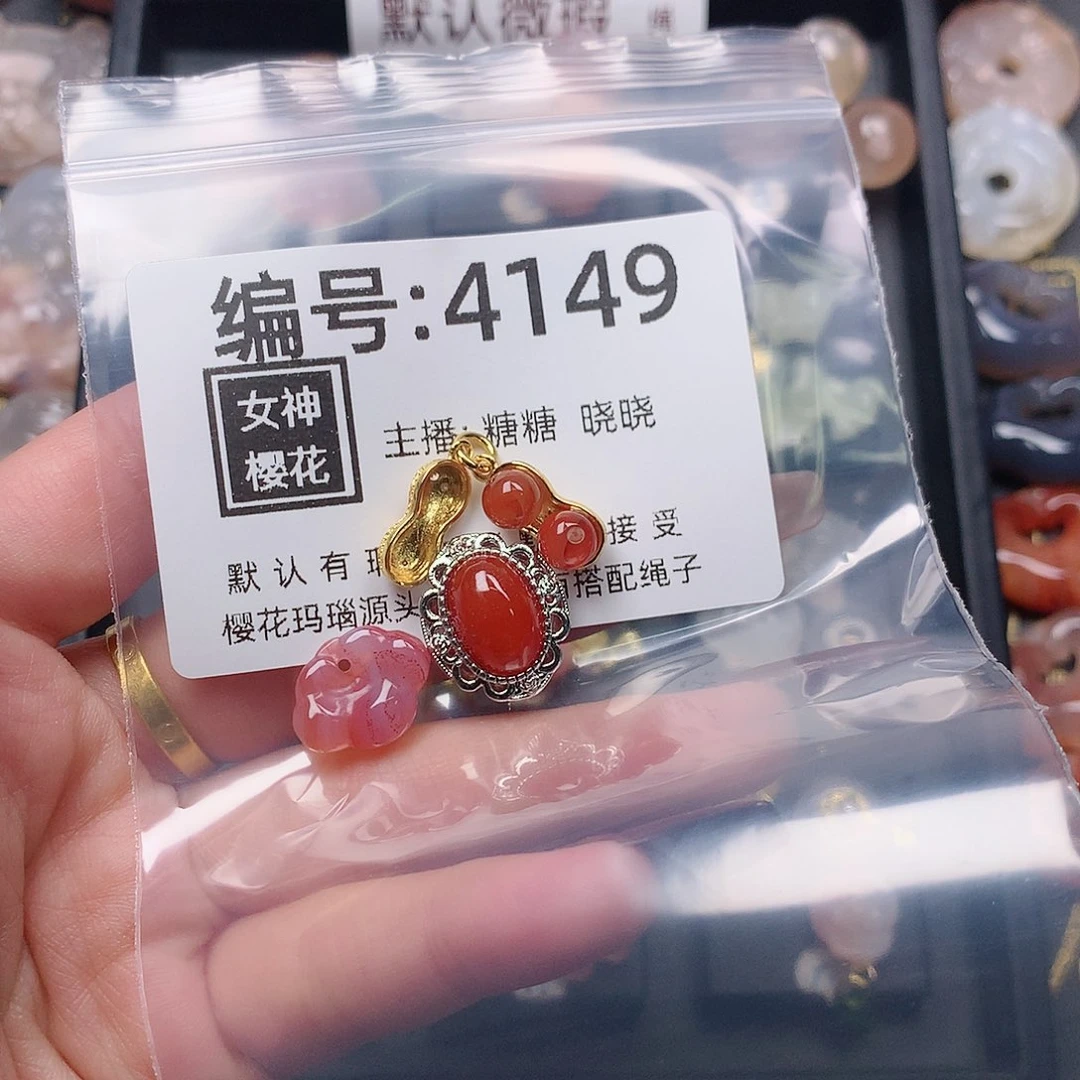 默认微瑕
编号:4149
女神
樱花
主播:糖糖 晓晓
默认有 接受
樱花玛瑙源头 搭配绳子